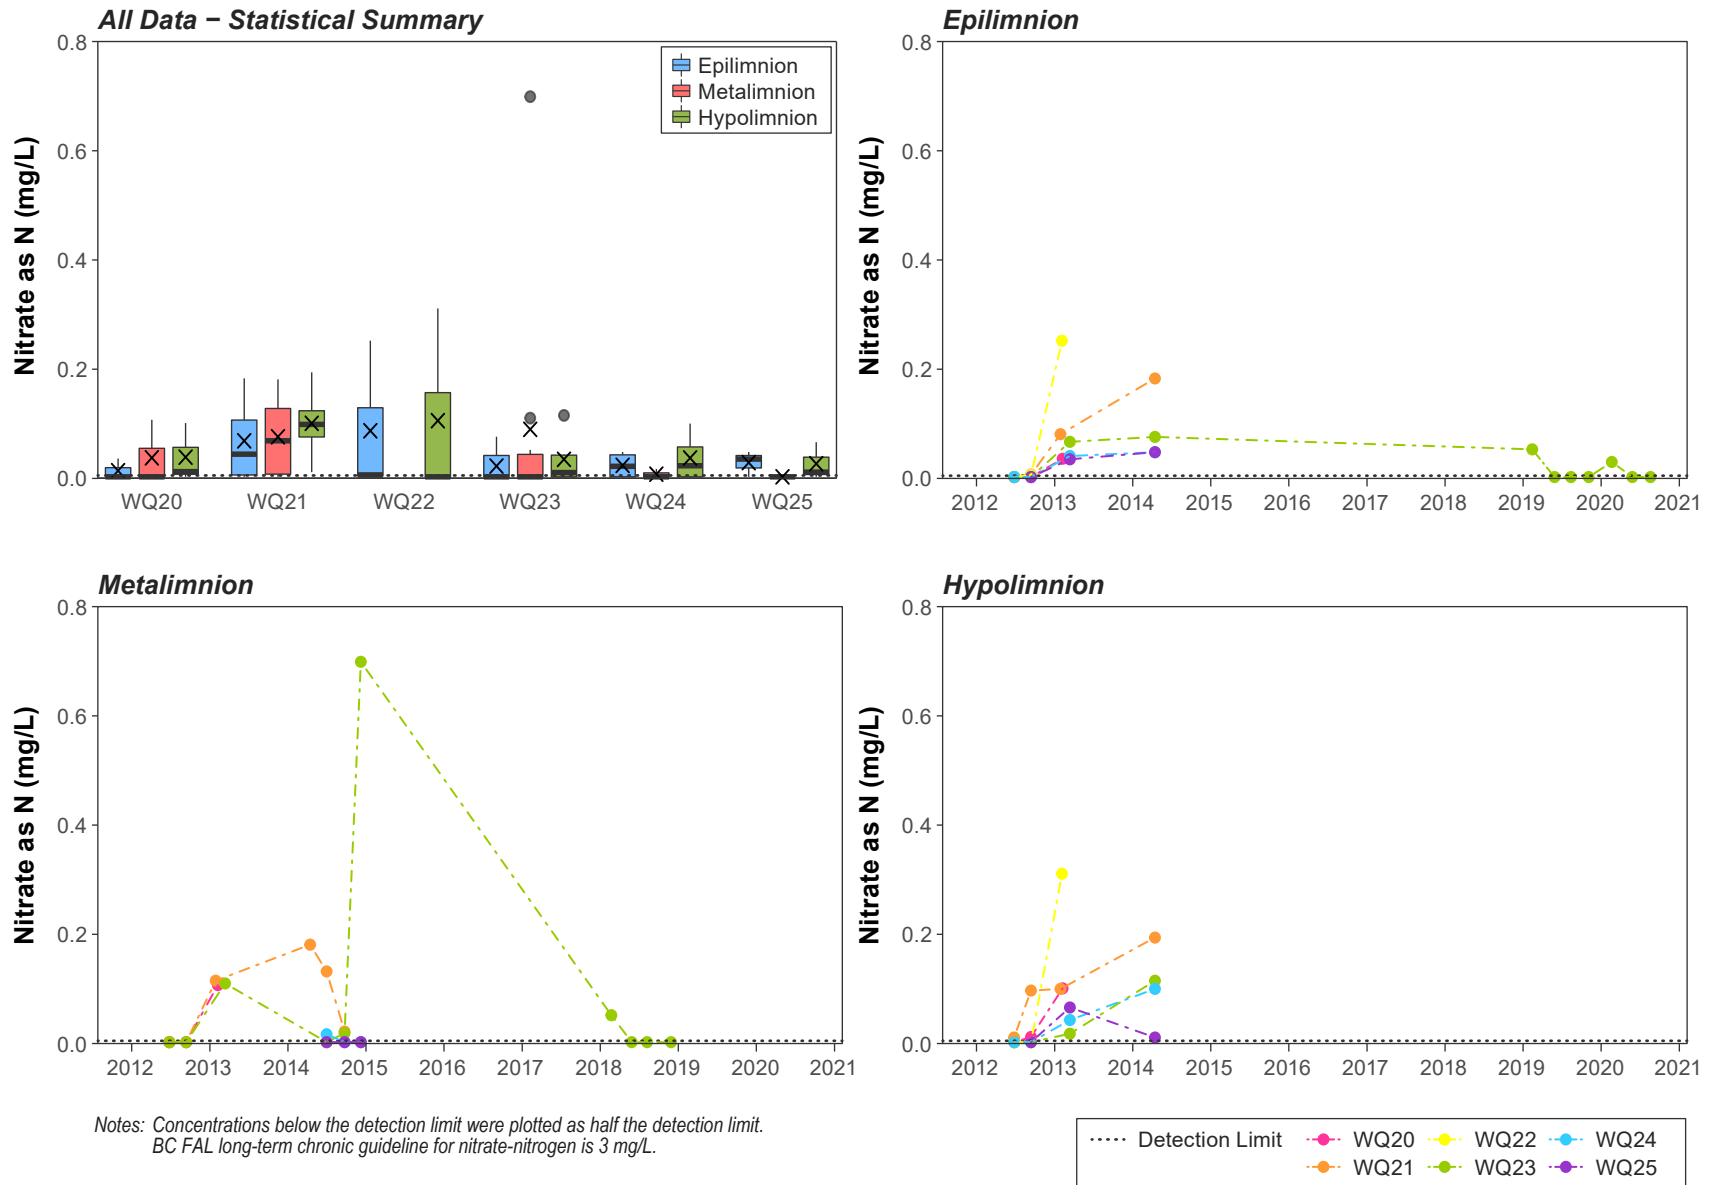 All Data − Statistical Summary
Nitrate as N (mg/L)
0.8
0.6
0.4
0.2
0.0
Epilimnion
Metalimnion
Hypolimnion
WQ20 WQ21 WQ22 WQ23 WQ24 WQ25
Epilimnion
Nitrate as N (mg/L)
0.8
0.6
0.4
0.2
0.0
2012 2013 2014 2015 2016 2017 2018 2019 2020 2021
Metalimnion
Nitrate as N (mg/L)
0.8
0.6
0.4
0.2
0.0
2012 2013 2014 2015 2016 2017 2018 2019 2020 2021
Hypolimnion
Nitrate as N (mg/L)
0.8
0.6
0.4
0.2
0.0
2012 2013 2014 2015 2016 2017 2018 2019 2020 2021
Notes: Concentrations below the detection limit were plotted as half the detection limit.
BC FAL long-term chronic guideline for nitrate-nitrogen is 3 mg/L.
Detection Limit WQ20 WQ22 WQ24
WQ21 WQ23 WQ25